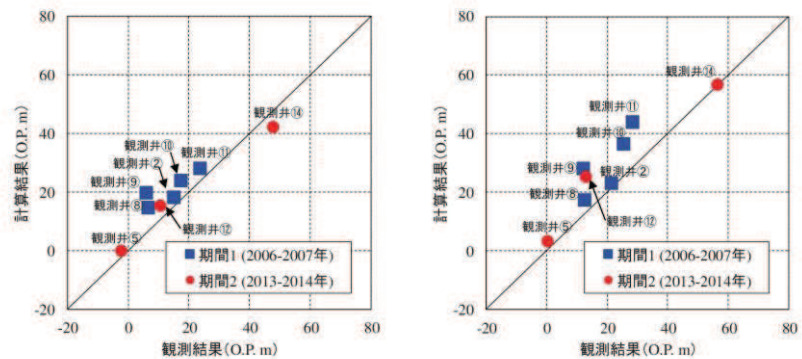 80
60
40
20
0
-20
計算結果(O.P. m)
観測井⑭
観測井⑩
観測井⑪
観測井②
観測井⑨
観測井⑧
観測井⑫
観測井⑤
期間1 (2006-2007年)
期間2 (2013-2014年)
-20 0 20 40 60 80
観測結果(O.P. m)
80
60
40
20
0
-20
計算結果(O.P. m)
観測井⑭
観測井⑪
観測井⑩
観測井⑨
観測井②
観測井⑧
観測井⑫
観測井⑤
期間1 (2006-2007年)
期間2 (2013-2014年)
-20 0 20 40 60 80
観測結果(O.P. m)